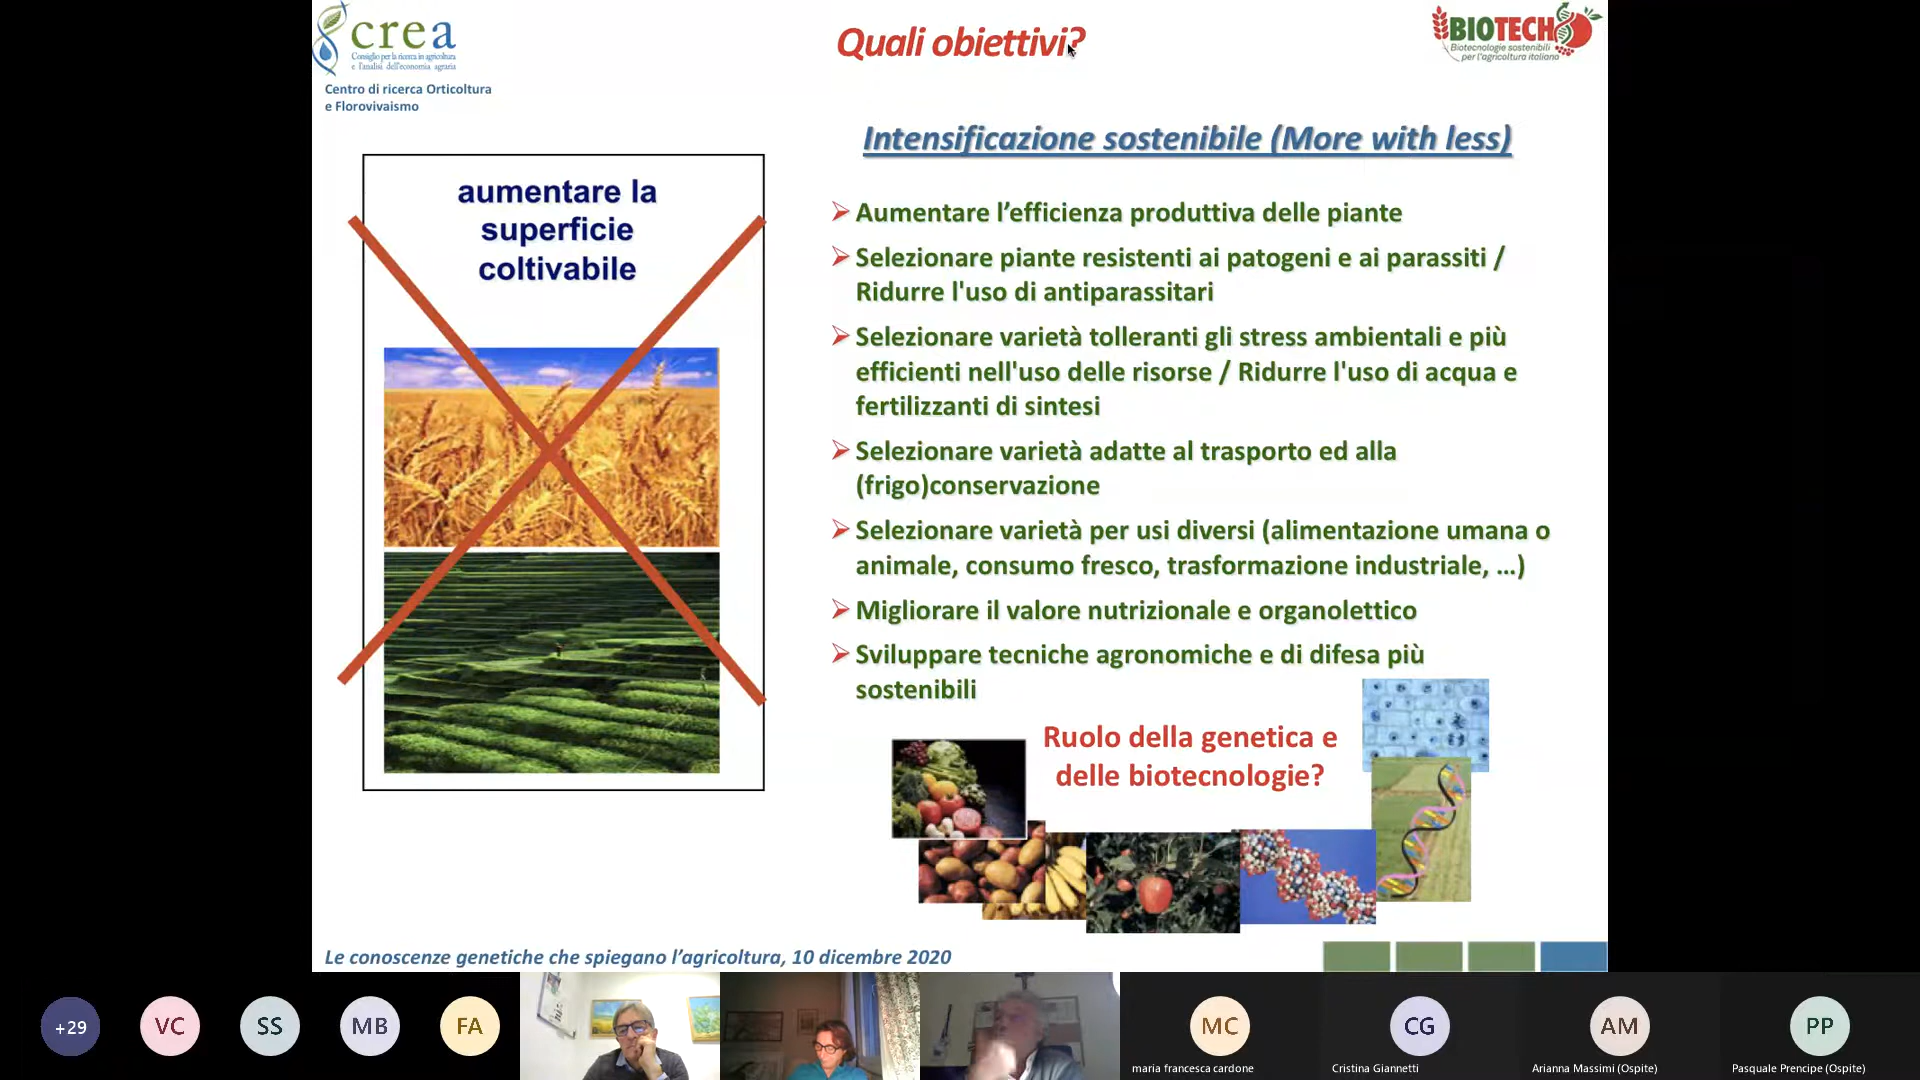 crea
Consiglio per la ricerca in agricoltura
e l'analisi dell'economia agraria
Centro di ricerca Orticoltura
e Florovivaismo
Quali obiettivi?
BIOTECH
Biotecnologie sostenibili
per l'agricoltura italiana
aumentare la
superficie
coltivabile
Intensificazione sostenibile (More with less)
Aumentare l’efficienza produttiva delle piante
Selezionare piante resistenti ai patogeni e ai parassiti /
Ridurre l'uso di antiparassitari
Selezionare varietà tolleranti gli stress ambientali e più
efficienti nell'uso delle risorse / Ridurre l'uso di acqua e
fertilizzanti di sintesi
Selezionare varietà adatte al trasporto ed alla
(frigo)conservazione
Selezionare varietà per usi diversi (alimentazione umana o
animale, consumo fresco, trasformazione industriale, ...)
Migliorare il valore nutrizionale e organolettico
Sviluppare tecniche agronomiche e di difesa più
sostenibili
Ruolo della genetica e
delle biotecnologie?
Le conoscenze genetiche che spiegano l’agricoltura, 10 dicembre 2020
+29
VC
SS
MB
FA
MC
CG
AM
PP
maria francesca cardone
Cristina Giannetti
Arianna Massimi (Ospite)
Pasquale Prencipe (Ospite)